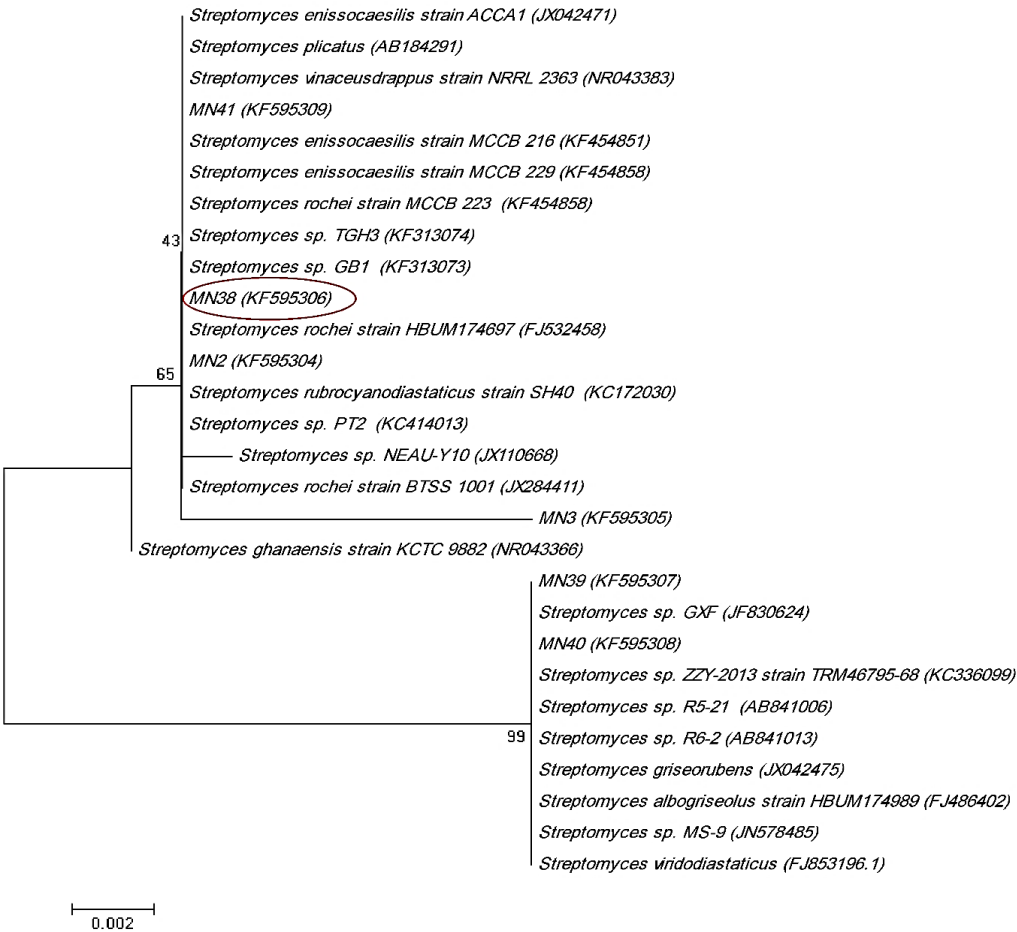 Streptomyces enissocaesilis strain ACCA1 (JX042471)
Streptomyces plicatus (AB184291)
Streptomyces vinaceusdrappus strain NRRL 2363 (NR043383)
MN41 (KF595309)
Streptomyces enissocaesilis strain MCCB 216 (KF454851)
Streptomyces enissocaesilis strain MCCB 229 (KF454858)
Streptomyces rochei strain MCCB 223 (KF454858)
43
Streptomyces sp. TGH3 (KF313074)
Streptomyces sp. GB1 (KF313073)
MN38 (KF595306)
Streptomyces rochei strain HBUM174697 (FJ532458)
MN2 (KF595304)
65
Streptomyces rubrocyanodiastaticus strain SH40 (KC172030)
Streptomyces sp. PT2 (KC414013)
Streptomyces sp. NEAU-Y10 (JX110668)
Streptomyces rochei strain BTSS 1001 (JX284411)
MN3 (KF595305)
Streptomyces ghanaensis strain KCTC 9882 (NR043366)
MN39 (KF595307)
Streptomyces sp. GXF (JF830624)
MN40 (KF595308)
Streptomyces sp. ZZY-2013 strain TRM46795-68 (KC336099)
Streptomyces sp. R5-21 (AB841006)
99
Streptomyces sp. R6-2 (AB841013)
Streptomyces griseorubens (JX042475)
Streptomyces albogriseolus strain HBUM174989 (FJ486402)
Streptomyces sp. MS-9 (JN578485)
Streptomyces viridodiastaticus (FJ853196.1)
0.002